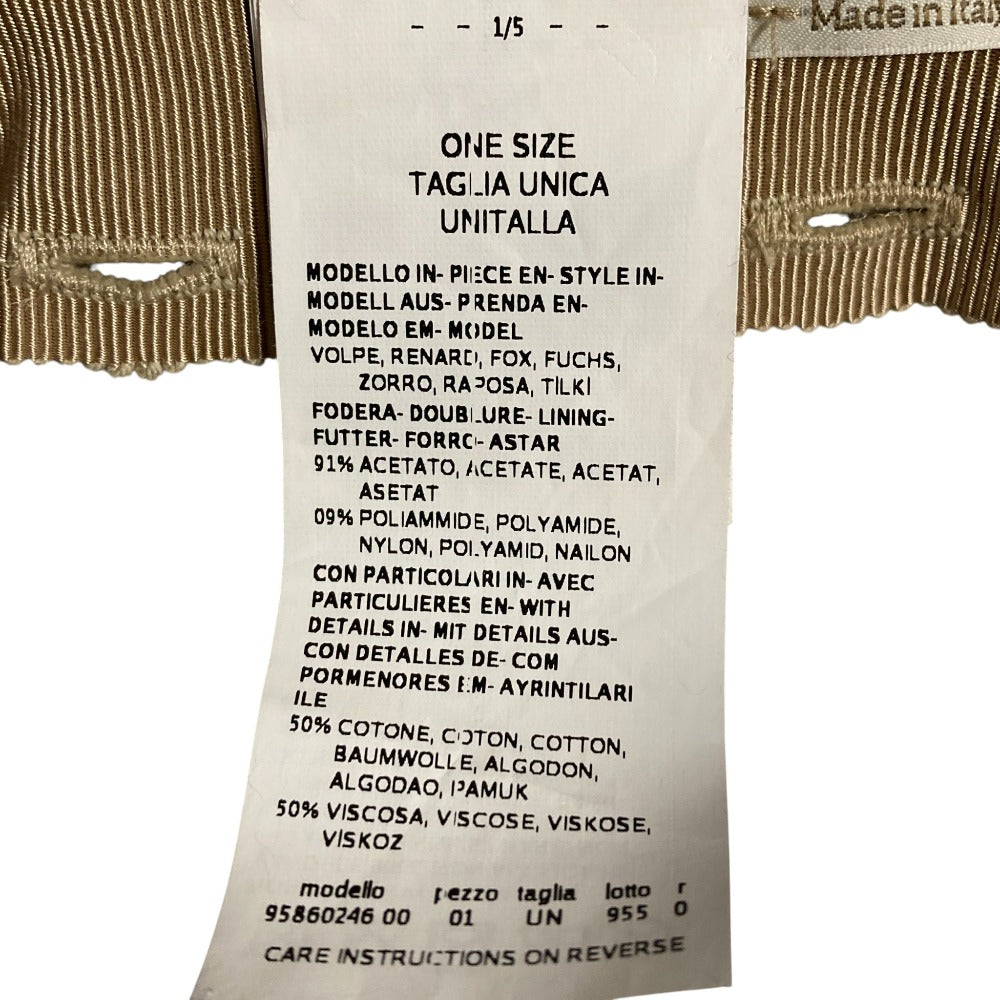 - - 1/5 - -
Made in Italy
ONE SIZE
TAGLIA UNICA
UNITALLA
MODELLO IN- PIECE EN- STYLE IN-
MODELL AUS- PRENDA EN-
MODELO EM- MODEL
VOLPE, RENARD, FOX, FUCHS,
ZORRO, RAPOSA, TILKI
FODERA- DOUBLURE- LINING-
FUTTER- FORRO- ASTAR
91% ACETATO, ACETATE, ACETAT,
ASETAT
09% POLIAMMIDE, POLYAMIDE,
NYLON, POLYAMID, NAILON
CON PARTICOLARI IN- AVEC
PARTICULIERES EN- WITH
DETAILS IN- MIT DETAILS AUS-
CON DETALLES DE- COM
PORMENORES EM- AYRINTILARI
ILE
50% COTONE, COTON, COTTON,
BAUMWOLLE, ALGODON,
ALGODAO, PAMUK
50% VISCOSA, VISCOSE, VISKOSE,
VISKOZ
modello pezzo taglia lotto r
95860246 00 01 UN 955 0
CARE INSTRUCTIONS ON REVERSE